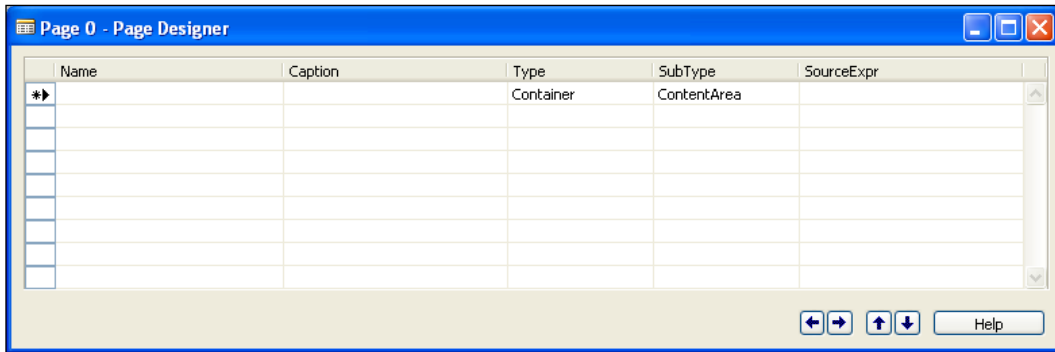 Page 0 - Page Designer
Name Caption Type SubType SourceExpr
Container ContentArea
Help